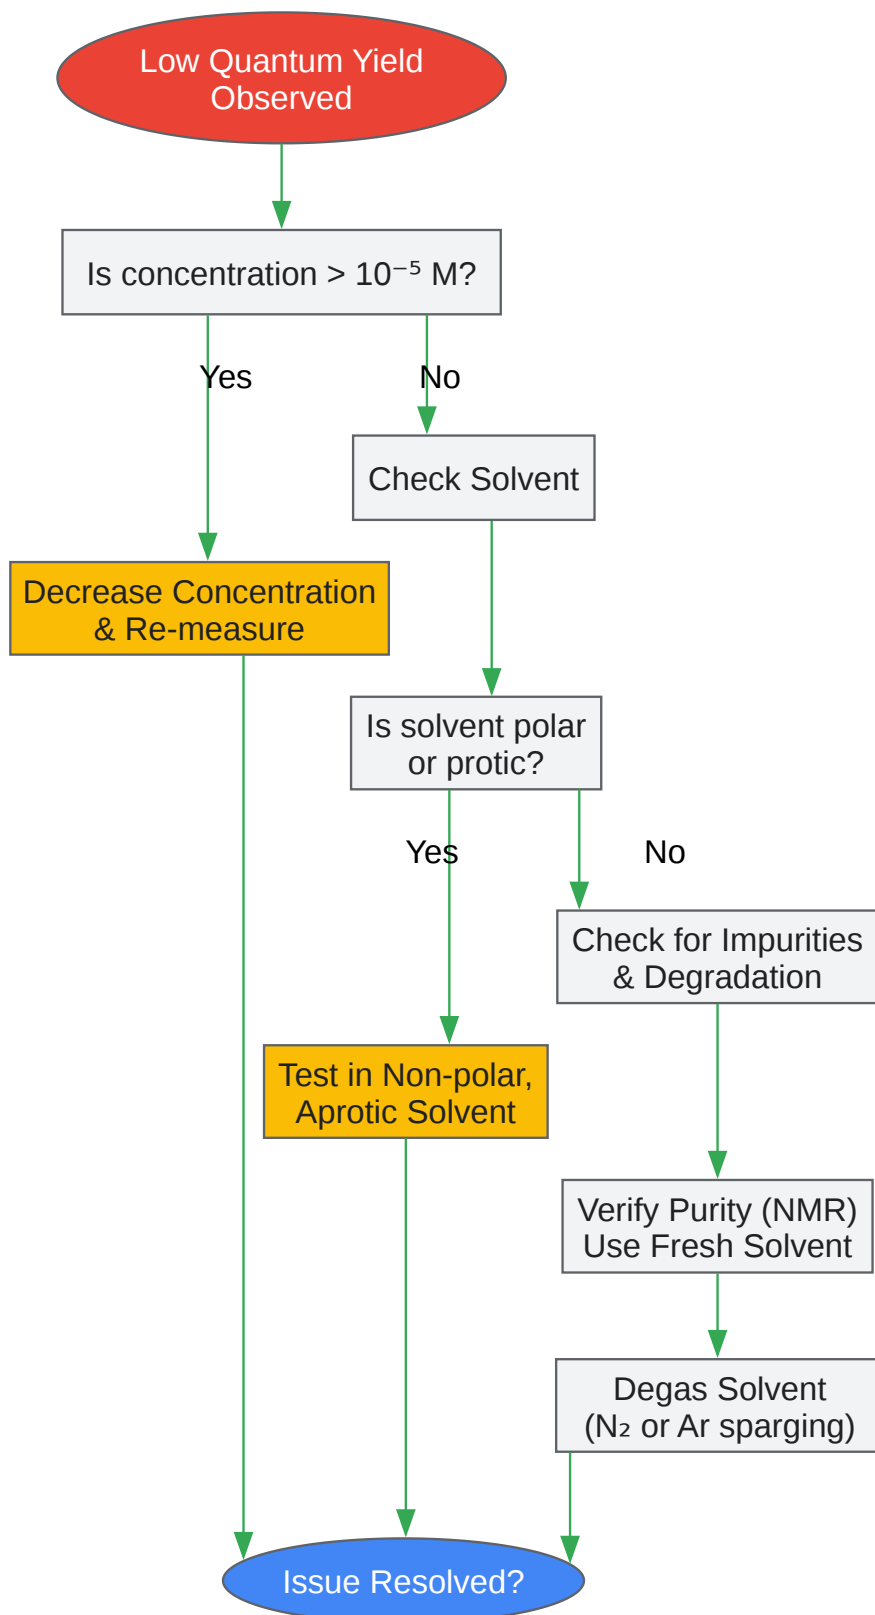 Low Quantum Yield
Observed
Is concentration > 10⁻⁵ M?
Yes
No
Check Solvent
Decrease Concentration
& Re-measure
Is solvent polar
or protic?
Yes
No
Check for Impurities
& Degradation
Test in Non-polar,
Aprotic Solvent
Verify Purity (NMR)
Use Fresh Solvent
Degas Solvent
(N₂ or Ar sparging)
Issue Resolved?